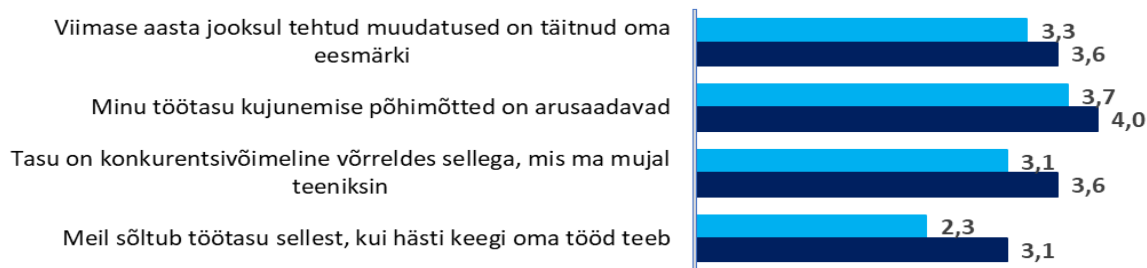 Viimase aasta jooksul tehtud muudatused on täitnud oma
eesmärki
3,3
3,6
Minu töötasu kujunemise põhimõtted on arusaadavad
3,7
4,0
Tasu on konkurentsivõimeline võrreldes sellega, mis ma mujal
teeniksin
3,1
3,6
Meil sõltub töötasu sellest, kui hästi keegi oma tööd teeb
2,3
3,1